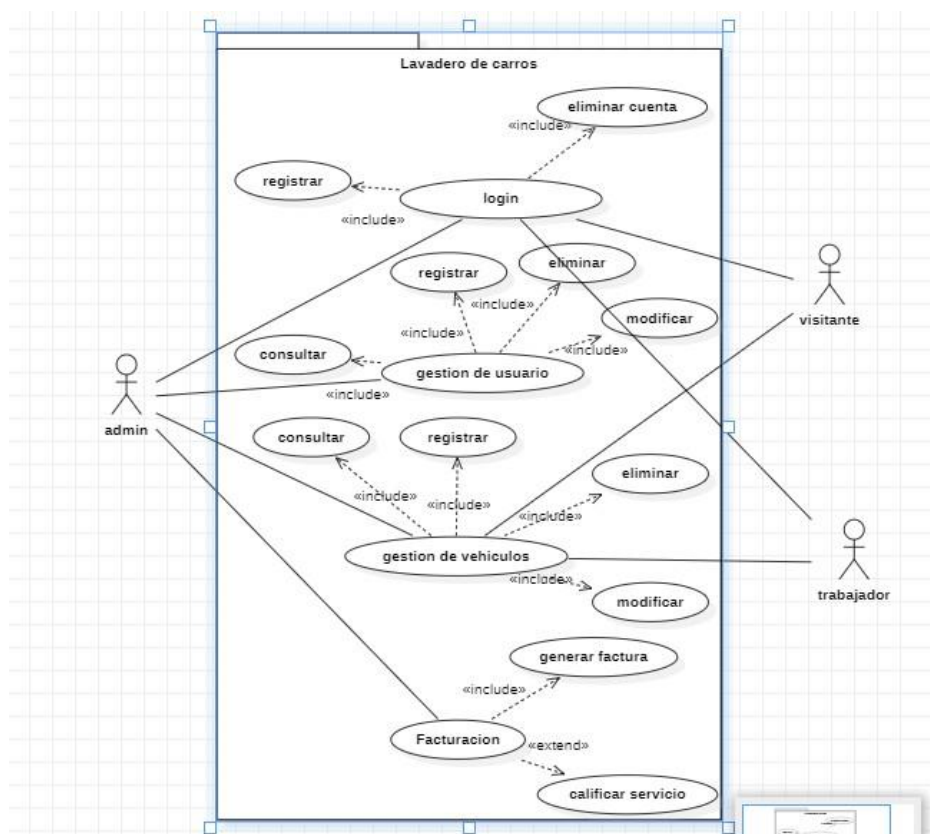 Lavadero de carros
eliminar cuenta
«include»
registrar
login
«include»
registrar
eliminar
«include»
modificar
«include»
«include»
consultar
gestion de usuario
«include»
admin
visitante
consultar
registrar
eliminar
«include»
«include»
«include»
gestion de vehiculos
«include»
modificar
trabajador
generar factura
«include»
Facturacion
«extend»
calificar servicio